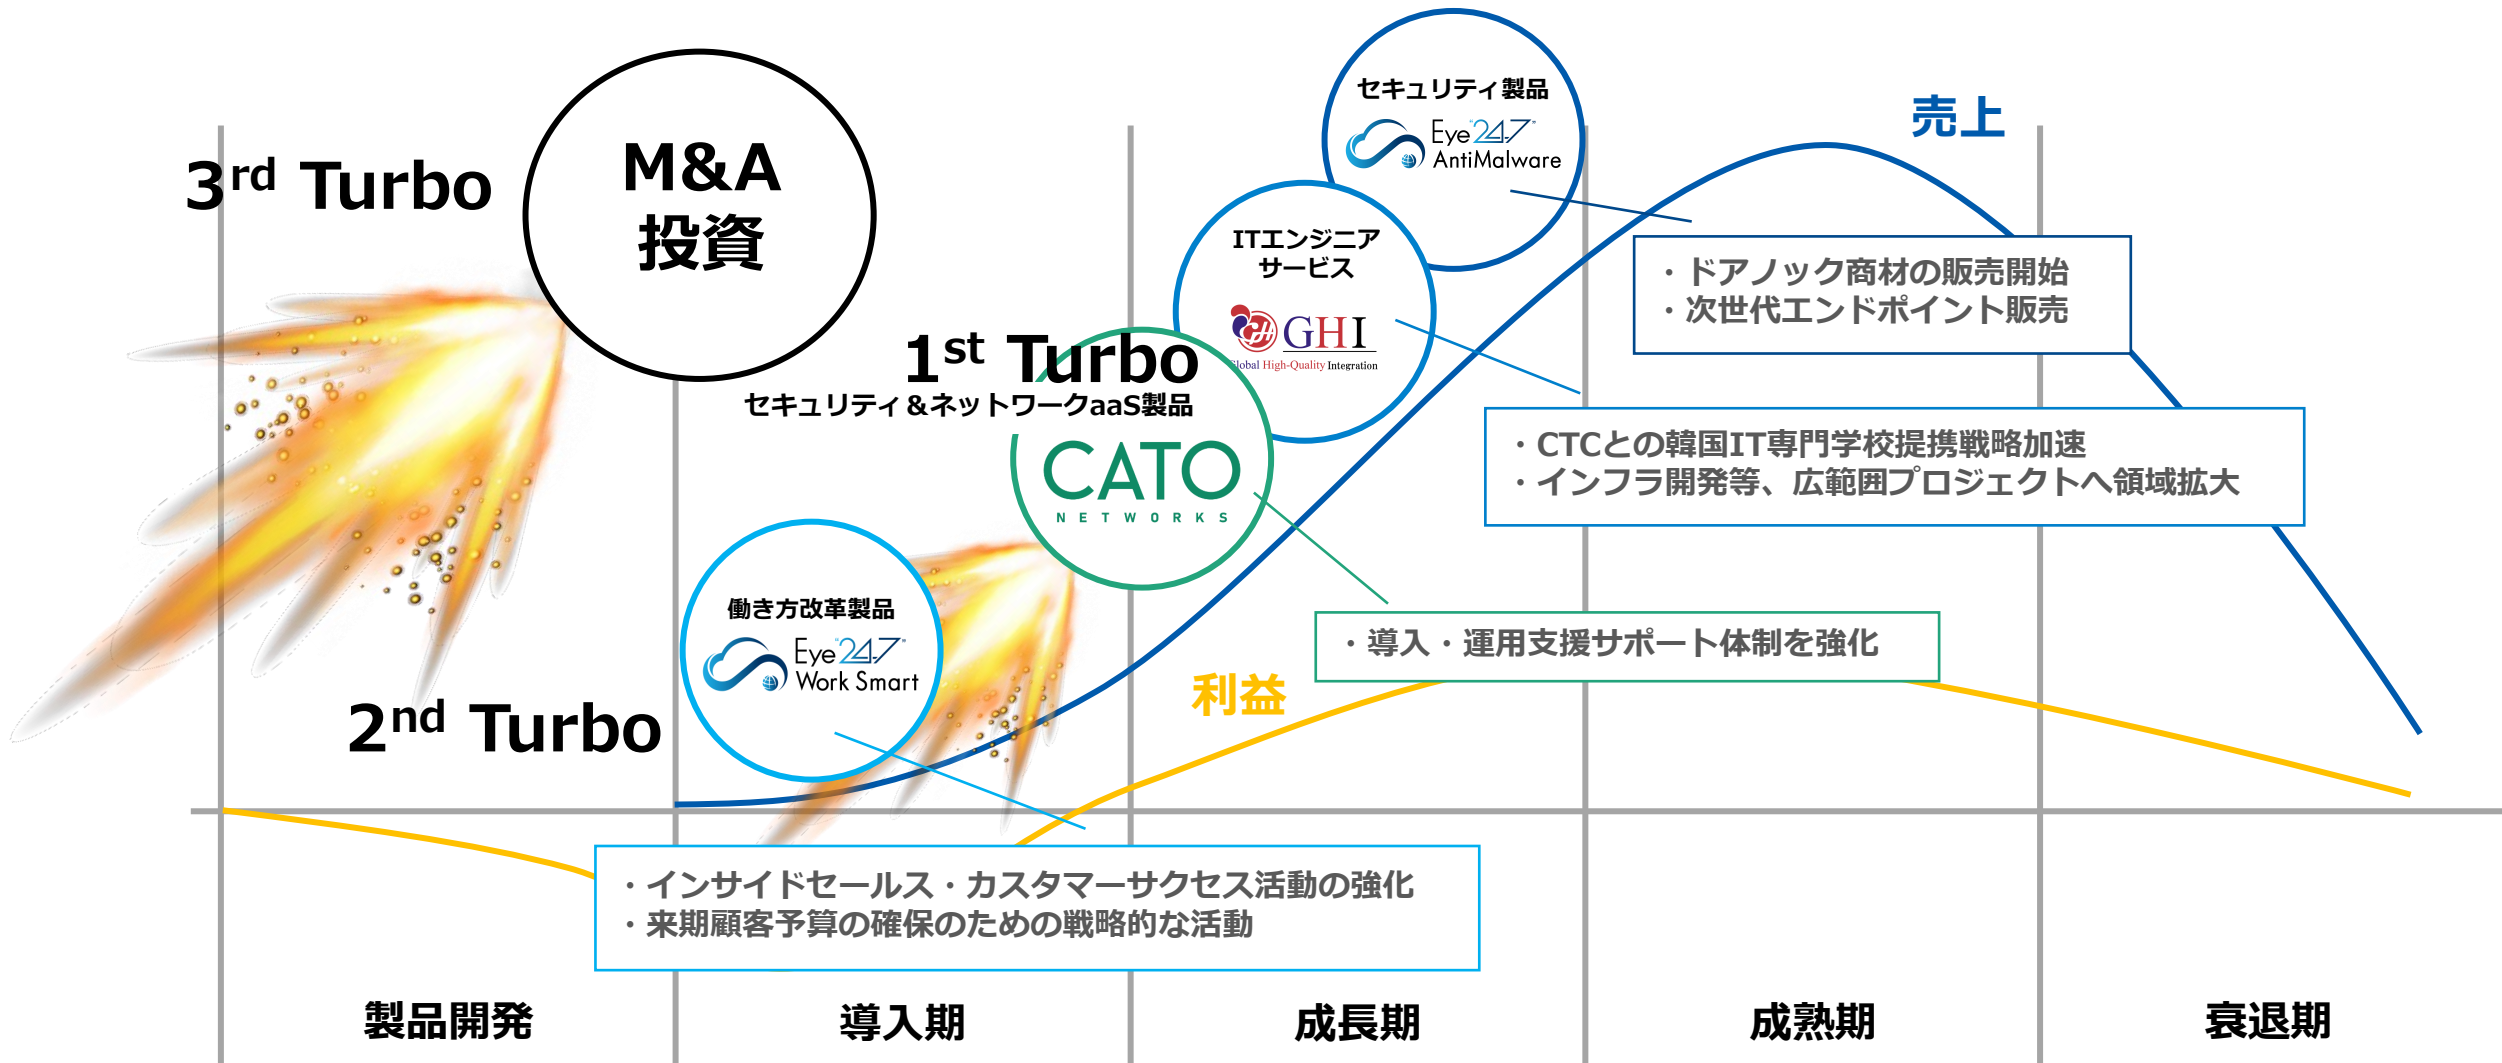 セキュリティ製品
Eye"24-7"
AntiMalware
売上
3rd Turbo
M&A
投資
ITエンジニア
サービス
GHI
Global High-Quality Integration
・ドアノック商材の販売開始
・次世代エンドポイント販売
1st Turbo
セキュリティ＆ネットワークaaS製品
CATO
NETWORKS
・CTCとの韓国IT専門学校提携戦略加速
・インフラ開発等、広範囲プロジェクトへ領域拡大
働き方改革製品
Eye"24-7"
Work Smart
・導入・運用支援サポート体制を強化
利益
2nd Turbo
・インサイドセールス・カスタマーサクセス活動の強化
・来期顧客予算の確保のための戦略的な活動
製品開発
導入期
成長期
成熟期
衰退期